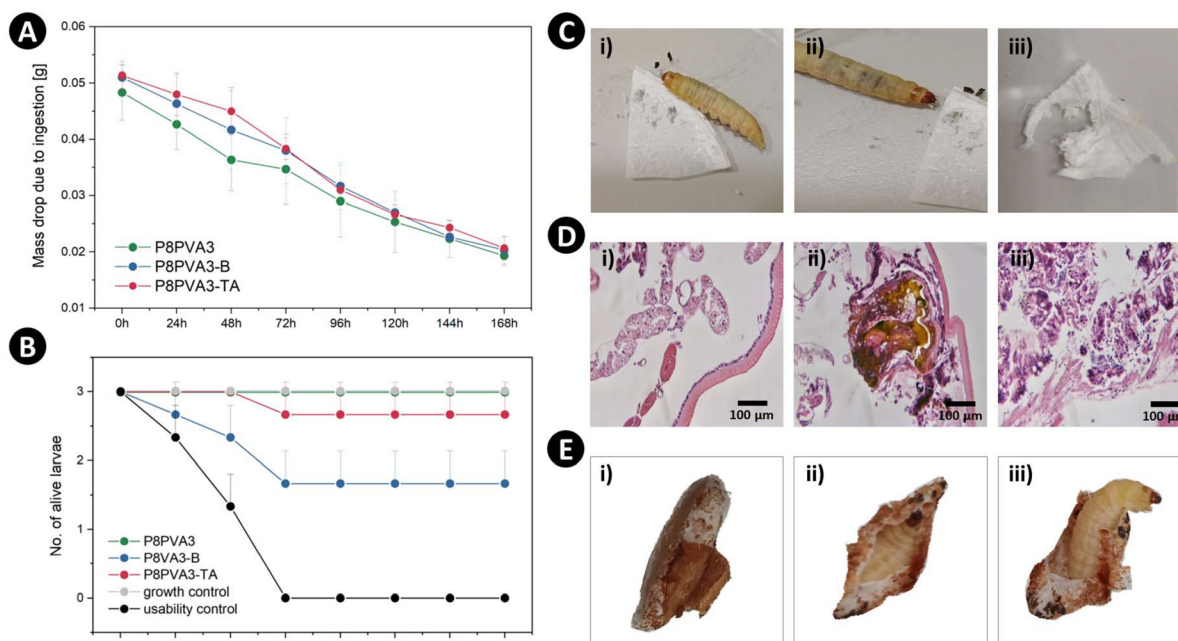 A
Mass drop due to ingestion [g]
0.06
0.05
0.04
0.03
0.02
0.01
P8PVA3
P8PVA3-B
P8PVA3-TA
0h 24h 48h 72h 96h 120h 144h 168h
B
No. of alive larvae
3
2
1
0
P8PVA3
P8VA3-B
P8PVA3-TA
growth control
usability control
C
i) ii) iii)
D
i) ii) iii)
100 µm 100 µm 100 µm
E
i) ii) iii)